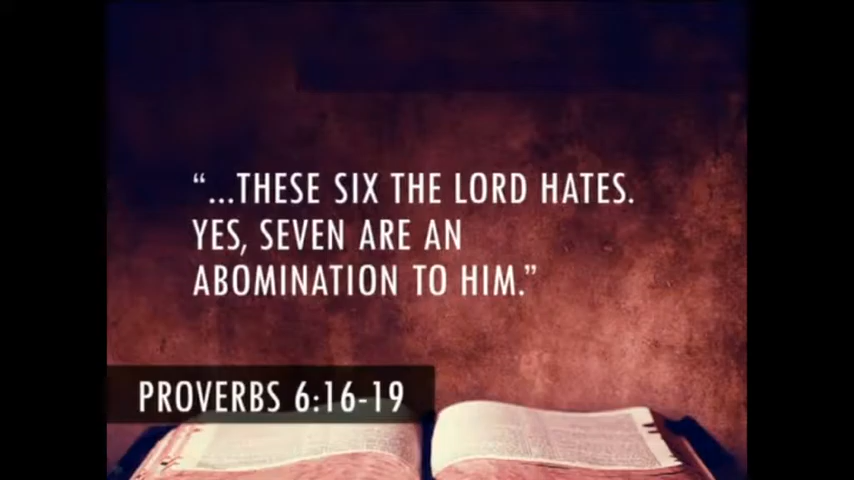 “...THESE SIX THE LORD HATES.
YES, SEVEN ARE AN
ABOMINATION TO HIM.”
PROVERBS 6:16-19